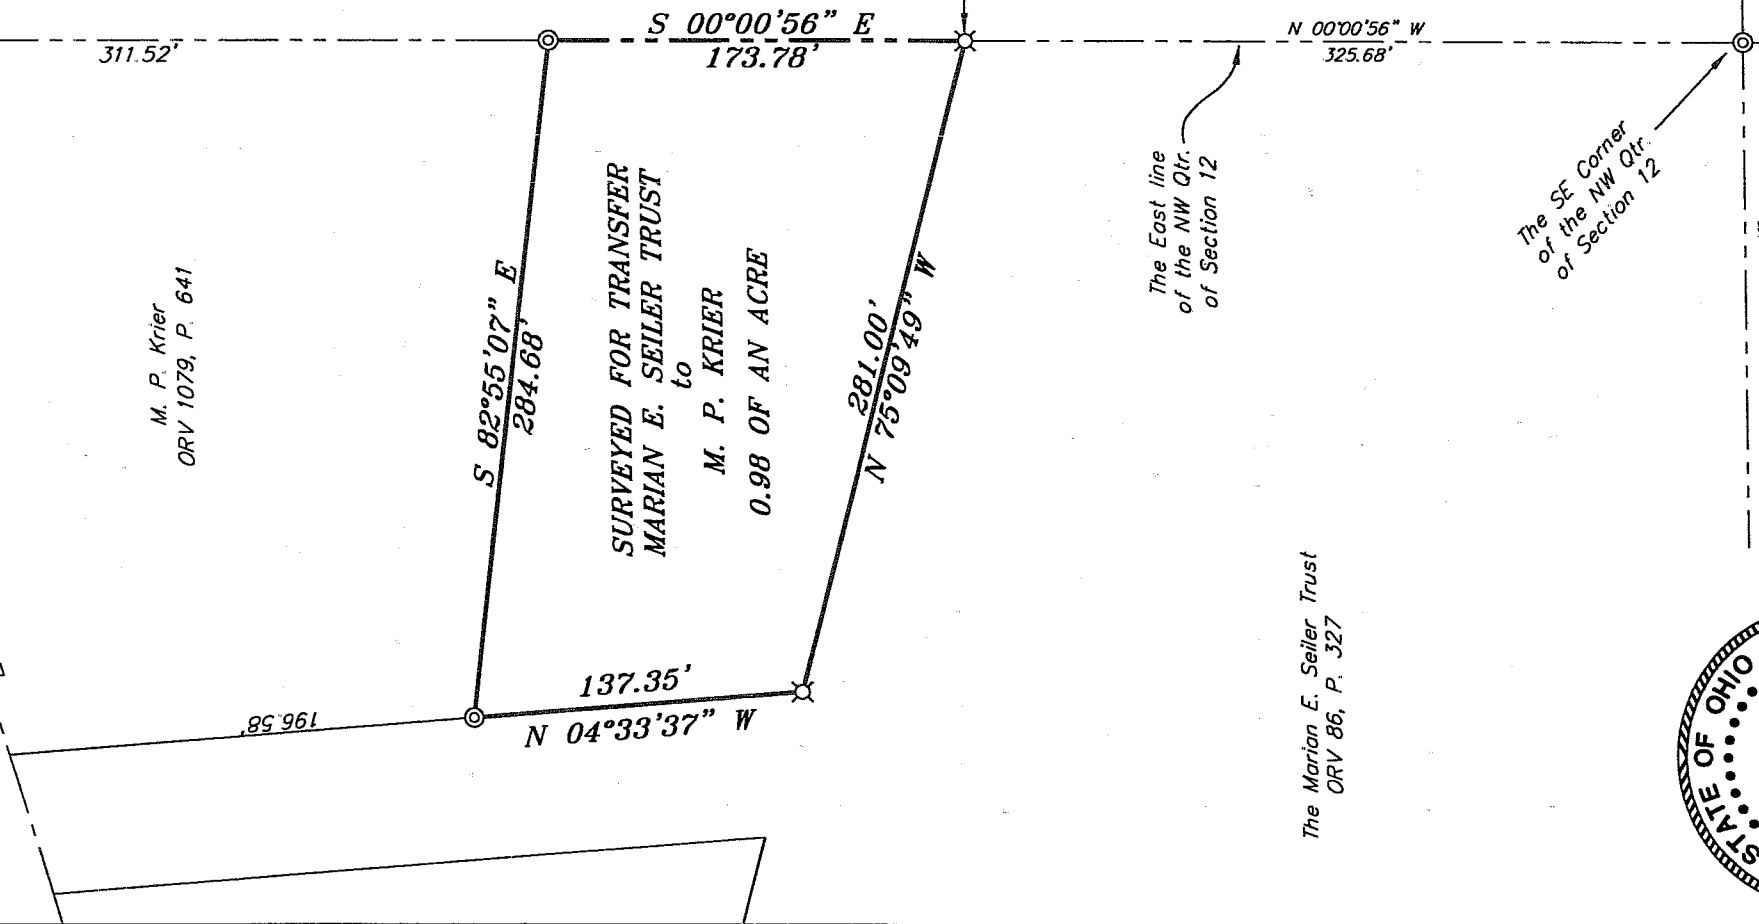 S 00°00'56" E
173.78'
311.52'
N 00°00'56" W
325.68'
The East line
of the NW Qtr.
of Section 12
The SE Corner
of the NW Qtr.
of Section 12
M. P. Krier
ORV 1079, P. 641
S 82°55'07" E
284.68'
SURVEYED FOR TRANSFER
MARIAN E. SEILER TRUST
to
M. P. KRIER
0.98 OF AN ACRE
281.00'
N 75°09'49" W
137.35'
N 04°33'37" W
196.58'
The Marian E. Seiler Trust
ORV 86, P. 327
STATE OF OHIO